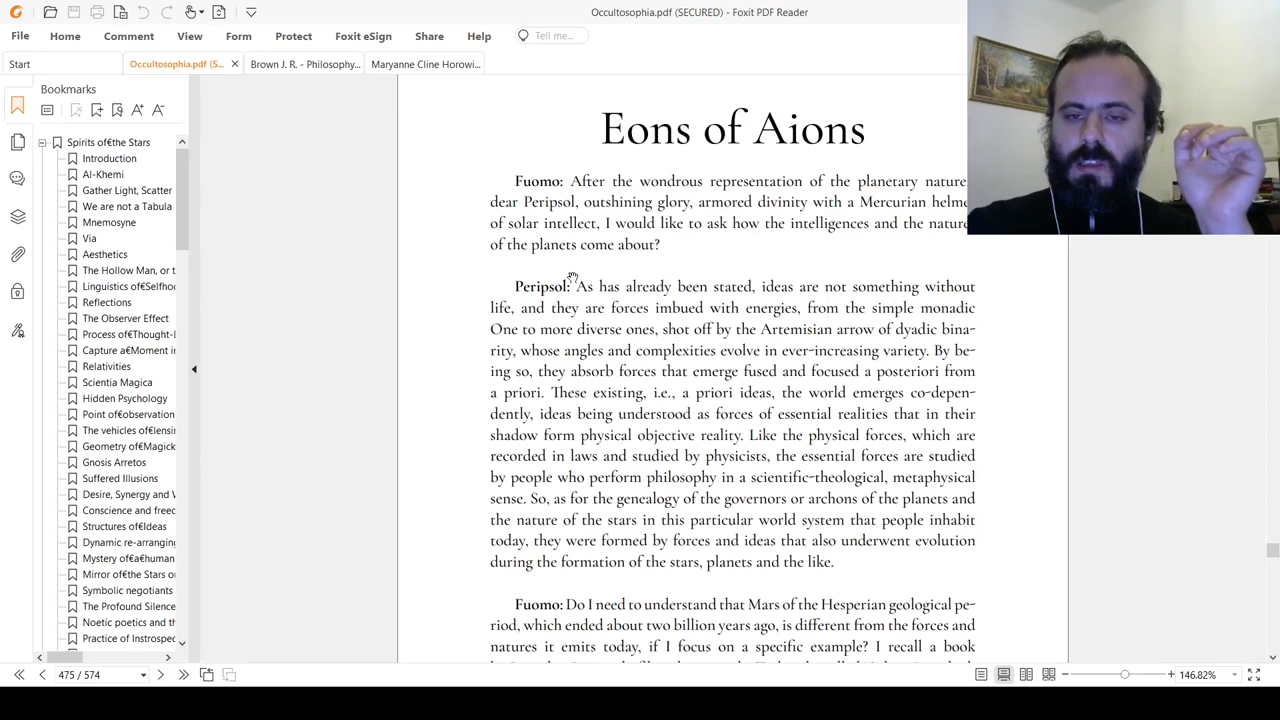 Occultosophia.pdf (SECURED) - Foxit PDF Reader
File Home Comment View Form Protect Foxit eSign Share Help Tell me...
Start Occultosophia.pdf (S... Brown J. R. - Philosophy... Maryanne Cline Horowi...
Bookmarks
Spirits of€the Stars
Introduction
Al-Khemi
Gather Light, Scatter
We are not a Tabula
Mnemosyne
Via
Aesthetics
The Hollow Man, or t
Linguistics of€Selfhoo
Reflections
The Observer Effect
Process of€Thought-l
Capture a€Moment in
Relativities
Scientia Magica
Hidden Psychology
Point of€observation
The vehicles of€lensin
Geometry of€Magick
Gnosis Arretos
Suffered Illusions
Desire, Synergy and W
Conscience and freed
Structures of€Ideas
Dynamic re-arranging
Mystery of€a€human
Mirror of€the Stars or
Symbolic negotiants
The Profound Silence
Noetic poetics and th
Practice of Instrospec
Eons of Aions
Fuomo: After the wondrous representation of the planetary nature,
dear Peripsol, outshining glory, armored divinity with a Mercurian helme
of solar intellect, I would like to ask how the intelligences and the nature
of the planets come about?
Peripsol: As has already been stated, ideas are not something without
life, and they are forces imbued with energies, from the simple monadic
One to more diverse ones, shot off by the Artemisian arrow of dyadic bina-
rity, whose angles and complexities evolve in ever-increasing variety. By be-
ing so, they absorb forces that emerge fused and focused a posteriori from
a priori. These existing, i.e., a priori ideas, the world emerges co-depen-
dently, ideas being understood as forces of essential realities that in their
shadow form physical objective reality. Like the physical forces, which are
recorded in laws and studied by physicists, the essential forces are studied
by people who perform philosophy in a scientific-theological, metaphysical
sense. So, as for the genealogy of the governors or archons of the planets and
the nature of the stars in this particular world system that people inhabit
today, they were formed by forces and ideas that also underwent evolution
during the formation of the stars, planets and the like.
Fuomo: Do I need to understand that Mars of the Hesperian geological pe-
riod, which ended about two billion years ago, is different from the forces and
natures it emits today, if I focus on a specific example? I recall a book
475 / 574
146.82%